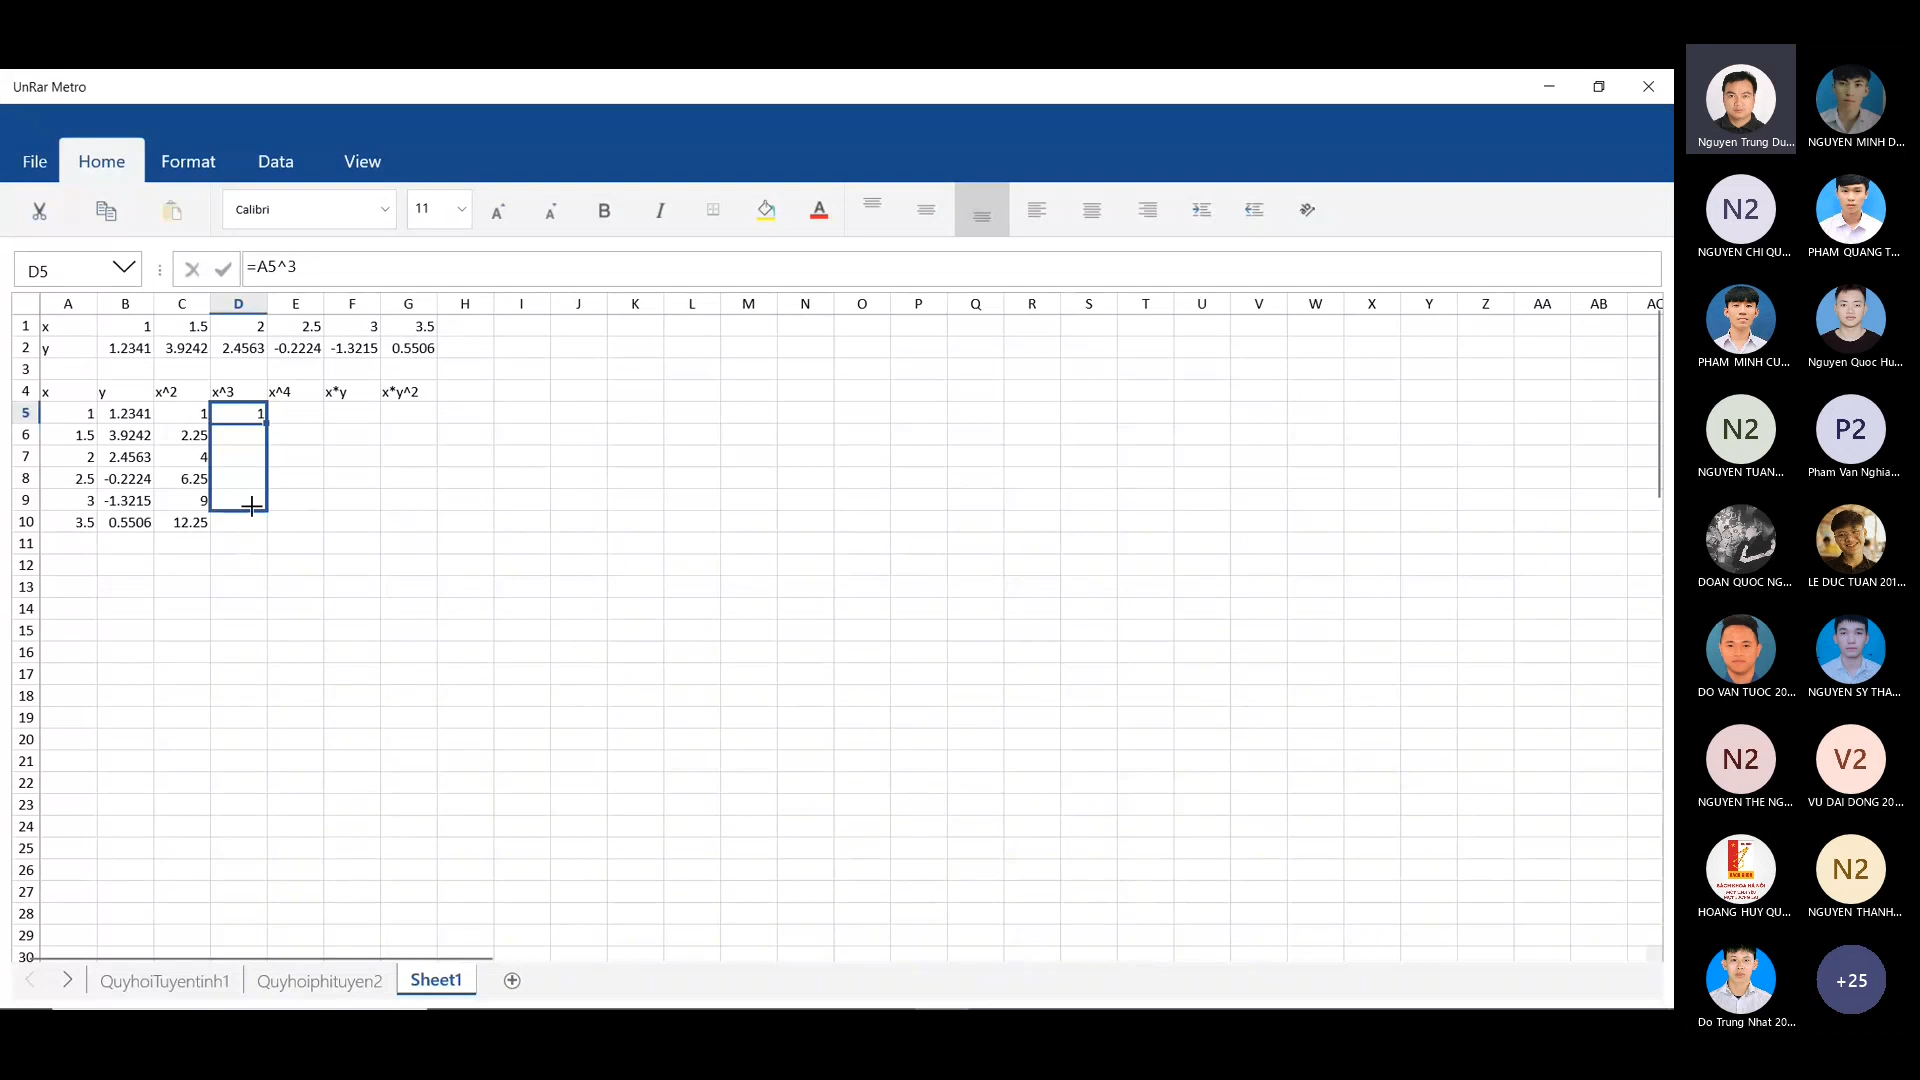 UnRar Metro
File Home Format Data View
Calibri 11 A A B I A
D5 =A5^3
A B C D E F G H I J K L M N O P Q R S T U V W X Y Z AA AB AC
1 x 1 1.5 2 2.5 3 3.5
2 y 1.2341 3.9242 2.4563 -0.2224 -1.3215 0.5506
3
4 x y x^2 x^3 x^4 x*y x*y^2
5 1 1.2341 1 1
6 1.5 3.9242 2.25
7 2 2.4563 4
8 2.5 -0.2224 6.25
9 3 -1.3215 9
10 3.5 0.5506 12.25
11
12
13
14
15
16
17
18
19
20
21
22
23
24
25
26
27
28
29
30
QuyhoiTuyentinh1 Quyhoiphituyen2 Sheet1
Nguyen Trung Du... NGUYEN MINH D...
N2
NGUYEN CHI QU... PHAM QUANG T...
PHAM MINH CU... Nguyen Quoc Hu...
N2 P2
NGUYEN TUAN... Pham Van Nghia...
DOAN QUOC NG... LE DUC TUAN 201...
DO VAN TUOC 20... NGUYEN SY THA...
N2 V2
NGUYEN THE NG... VU DAI DONG 20...
N2
HOANG HUY QU... NGUYEN THANH...
+25
Do Trung Nhat 20...